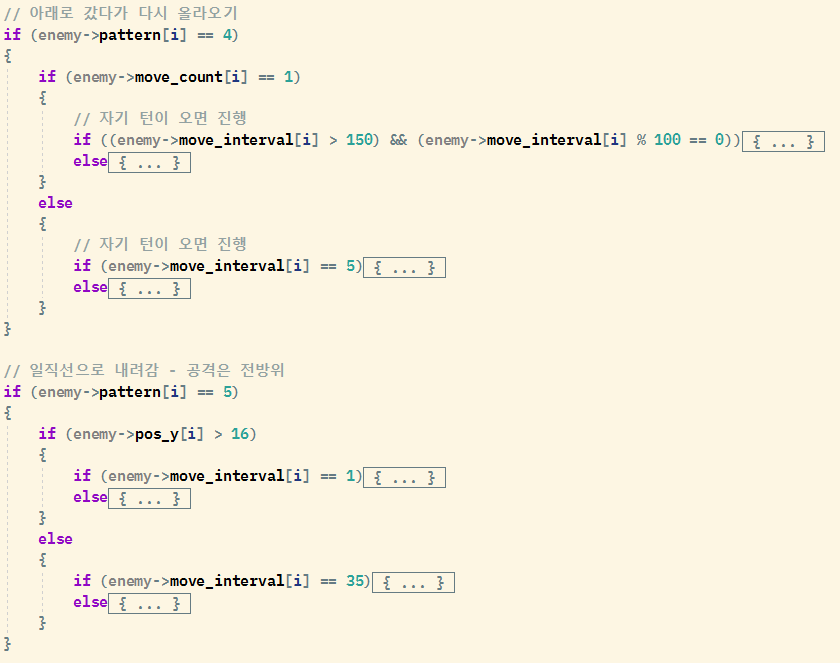 // 아래로 갔다가 다시 올라오기
if (enemy->pattern[i] == 4)
{
    if (enemy->move_count[i] == 1)
    {
        // 자기 턴이 오면 진행
        if ((enemy->move_interval[i] > 150) && (enemy->move_interval[i] % 100 == 0)) { ... }
        else { ... }
    }
    else
    {
        // 자기 턴이 오면 진행
        if (enemy->move_interval[i] == 5) { ... }
        else { ... }
    }
}

// 일직선으로 내려감 - 공격은 전방위
if (enemy->pattern[i] == 5)
{
    if (enemy->pos_y[i] > 16)
    {
        if (enemy->move_interval[i] == 1) { ... }
        else { ... }
    }
    else
    {
        if (enemy->move_interval[i] == 35) { ... }
        else { ... }
    }
}